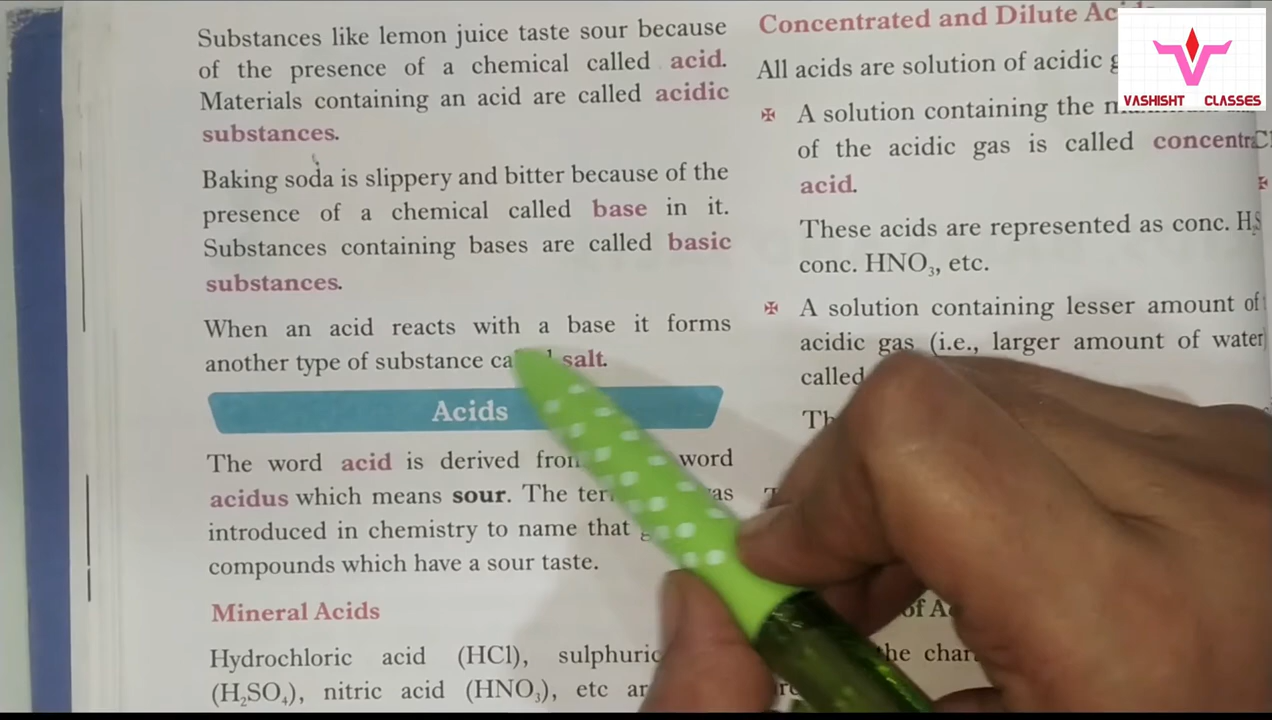 Substances like lemon juice taste sour because
of the presence of a chemical called acid.
Materials containing an acid are called acidic
substances.
Baking soda is slippery and bitter because of the
presence of a chemical called base in it.
Substances containing bases are called basic
substances.
When an acid reacts with a base it forms
another type of substance salt.
Acids
The word acid is derived word
acidus which means sour. The
introduced in chemistry to name that
compounds which have a sour taste.
Mineral Acids
Hydrochloric acid (HCl), sulphuric
(H₂SO₄), nitric acid (HNO₃), etc
Concentrated and Dilute
All acids are solution of acidic
A solution containing the
of the acidic gas is called
acid.
These acids are represented as conc.
conc. HNO₃, etc.
A solution containing lesser amount of
acidic gas (i.e., larger amount of water
called
of
VASHISHT CLASSES